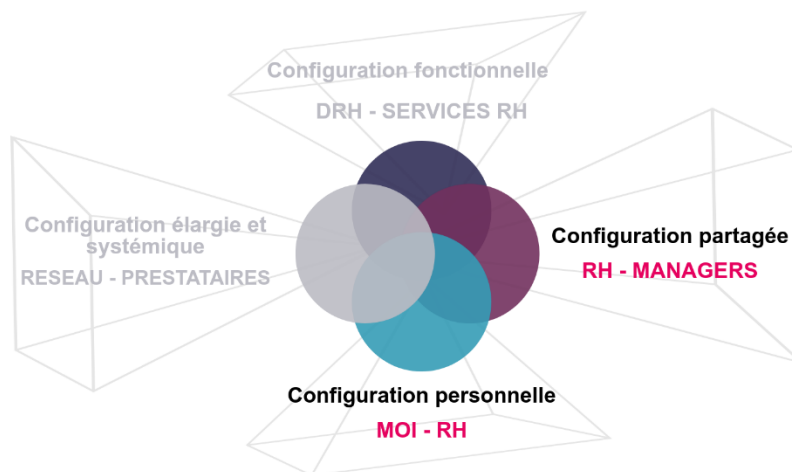 Configuration fonctionnelle
DRH - SERVICES RH
Configuration élargie et
systémique
RESEAU - PRESTATAIRES
Configuration partagée
RH - MANAGERS
Configuration personnelle
MOI - RH